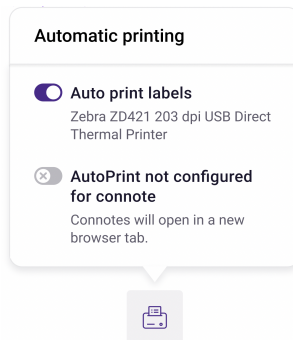 Automatic printing
Auto print labels
Zebra ZD421 203 dpi USB Direct
Thermal Printer
AutoPrint not configured
for connote
Connotes will open in a new
browser tab.